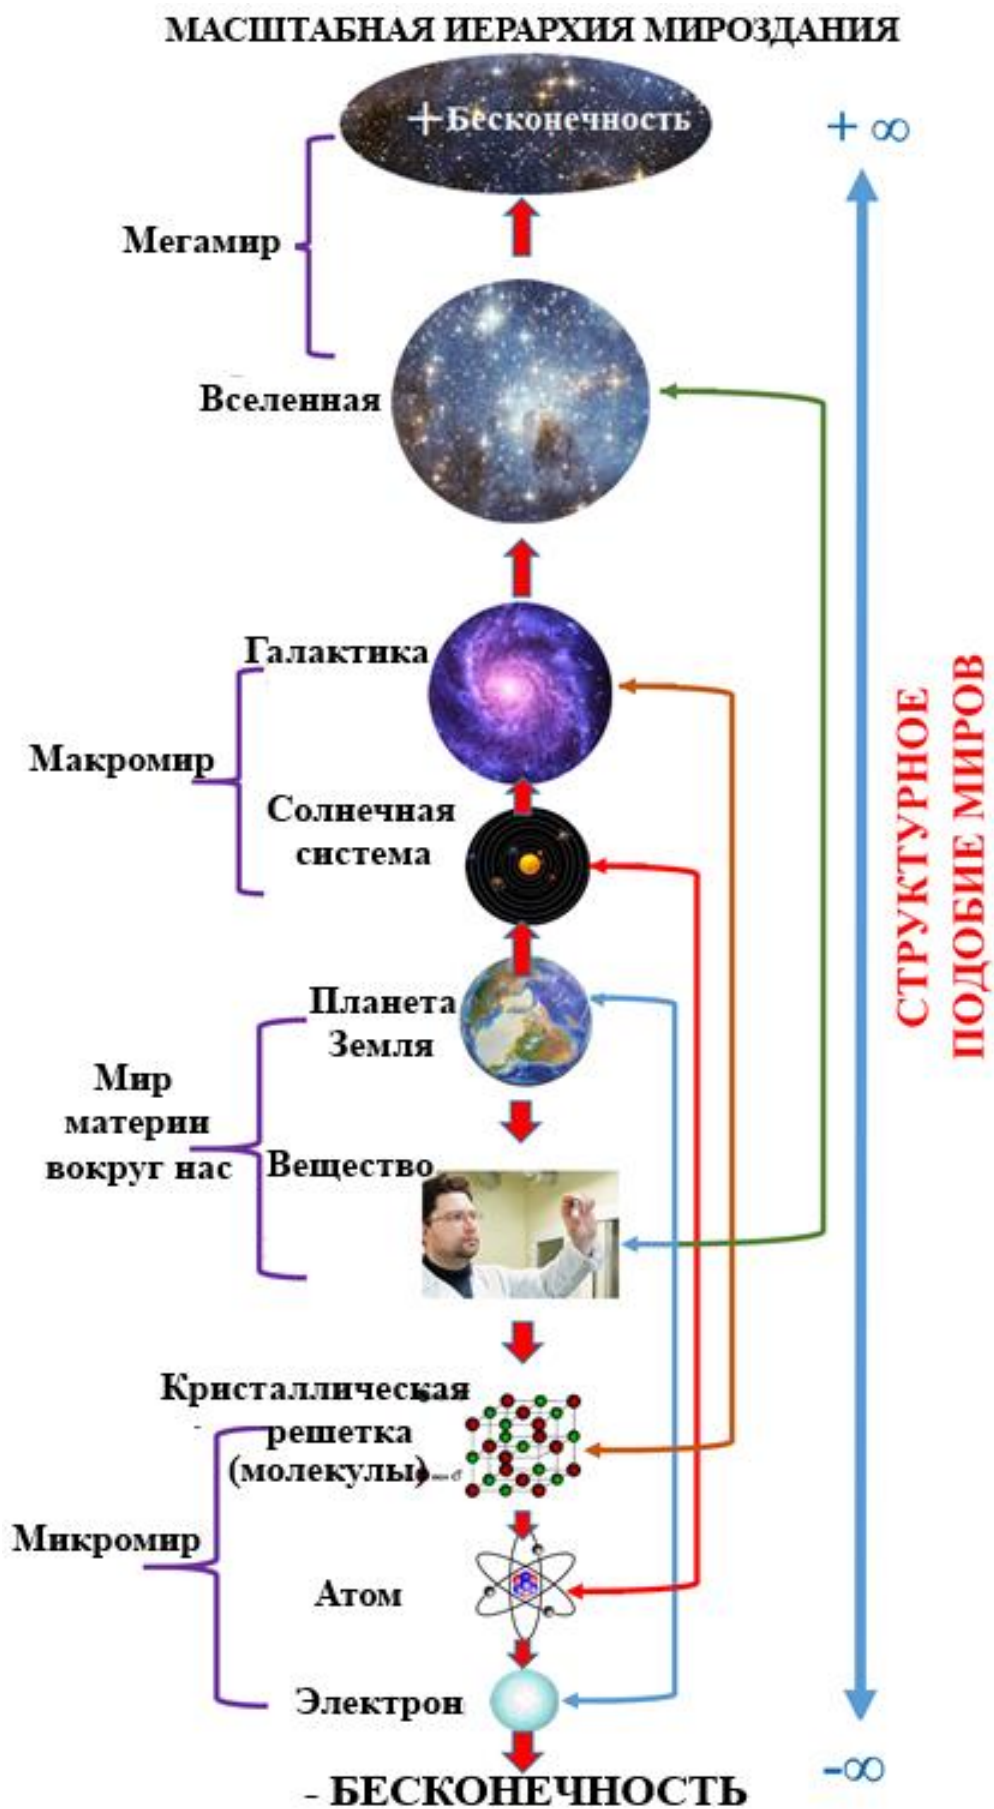 МАСШТАБНАЯ ИЕРАРХИЯ МИРОЗДАНИЯ
+Бесконечность
+ ∞
Мегамир
Вселенная
Галактика
Макромир
Солнечная
система
СТРУКТУРНОЕ
ПОДОБИЕ МИРОВ
Планета
Земля
Мир
материи
вокруг нас
Вещество
Кристаллическая
решетка
(молекулы)
Микромир
Атом
Электрон
-∞
- БЕСКОНЕЧНОСТЬ